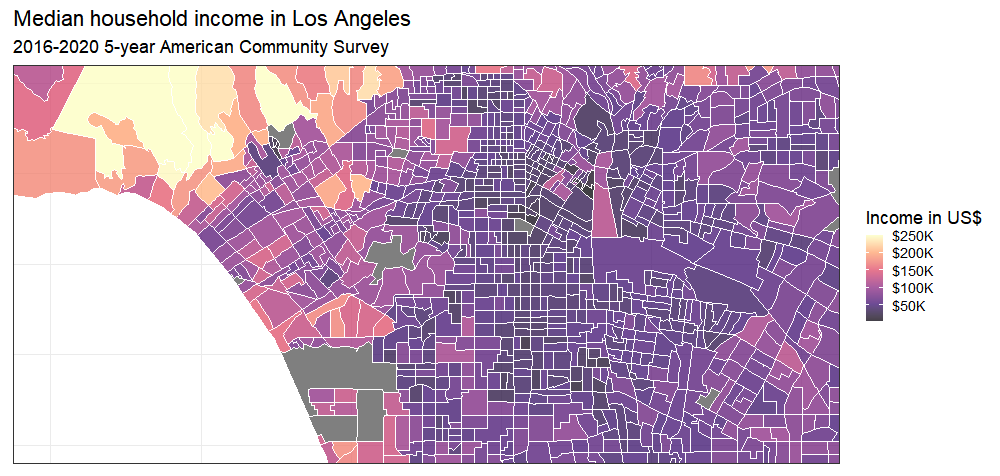 Median household income in Los Angeles
2016-2020 5-year American Community Survey
Income in US$
$250K
$200K
$150K
$100K
$50K